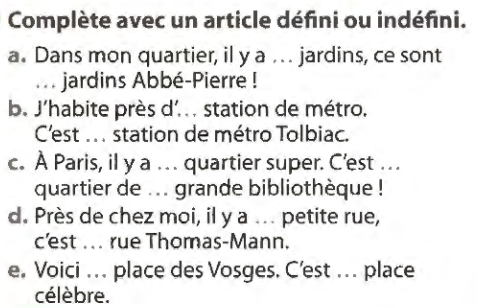 Complète avec un article défini ou indéfini.
a. Dans mon quartier, il y a ... jardins, ce sont
... jardins Abbé-Pierre !
b. J'habite près d'... station de métro.
C'est ... station de métro Tolbiac.
c. À Paris, il y a ... quartier super. C'est ...
quartier de ... grande bibliothèque !
d. Près de chez moi, il y a ... petite rue,
c'est ... rue Thomas-Mann.
e. Voici ... place des Vosges. C'est ... place
célèbre.